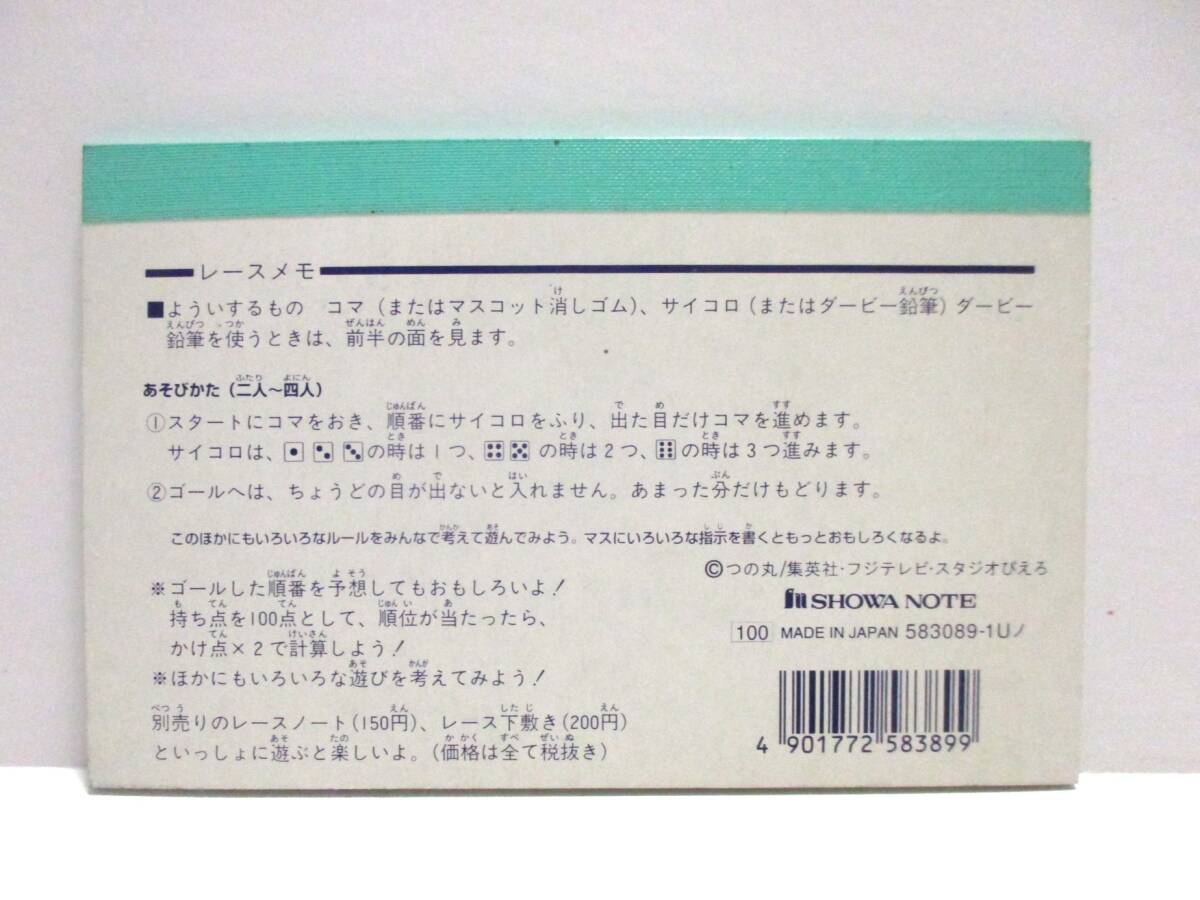 レースメモ
■よういするもの　コマ（またはマスコット消しゴム）、サイコロ（またはダービー鉛筆）ダービー
鉛筆を使うときは、前半の面を見ます。
あそびかた（二人〜四人）
①スタートにコマをおき、順番にサイコロをふり、出た目だけコマを進めます。
サイコロは、⚀ ⚁ ⚂の時は1つ、⚃⚄の時は2つ、⚅の時は3つ進みます。
②ゴールへは、ちょうどの目が出ないと入れません。あまった分だけもどります。
このほかにもいろいろなルールをみんなで考えて遊んでみよう。マスにいろいろな指示を書くともっとおもしろくなるよ。
©つの丸/集英社・フジテレビ・スタジオぴえろ
SHOWA NOTE
100 MADE IN JAPAN 583089-1Uノ
※ゴールした順番を予想してもおもしろいよ！
持ち点を100点として、順位が当たったら、
かけ点×2で計算しよう！
※ほかにもいろいろな遊びを考えてみよう！
別売りのレースノート(150円)、レース下敷き(200円)
といっしょに遊ぶと楽しいよ。(価格は全て税抜き)
4 901772 583899